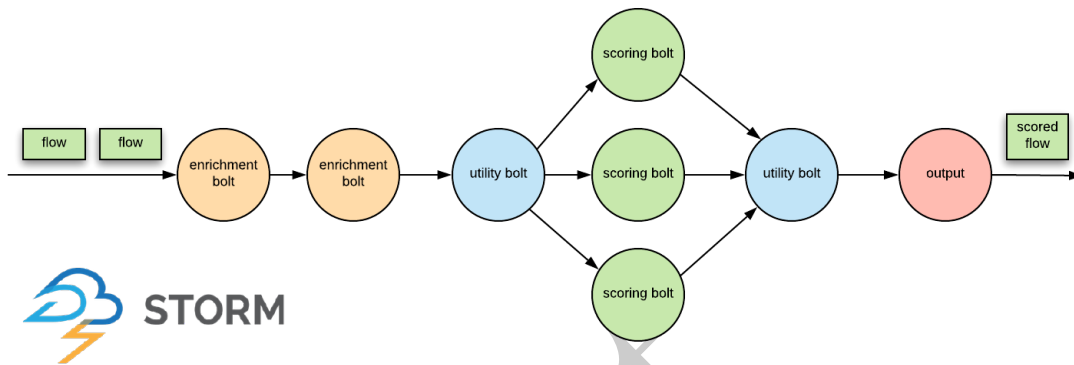 scoring bolt
flow
flow
enrichment
bolt
enrichment
bolt
utility bolt
scoring bolt
utility bolt
output
scored
flow
scoring bolt
STORM